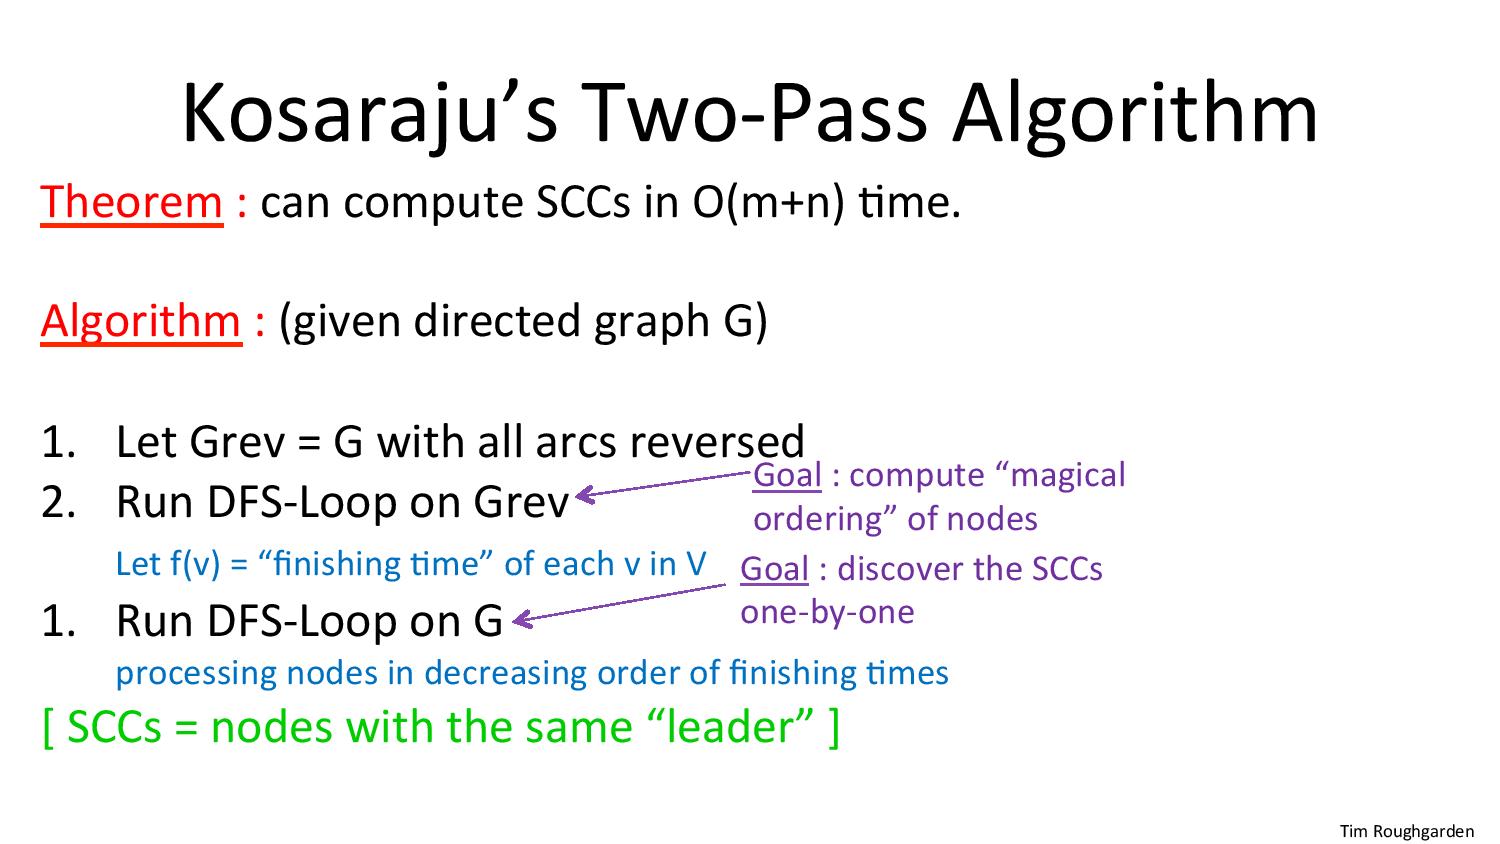 Kosaraju’s Two-Pass Algorithm
Theorem : can compute SCCs in O(m+n) time.
Algorithm : (given directed graph G)
1. Let Grev = G with all arcs reversed
2. Run DFS-Loop on Grev
Goal : compute “magical
ordering” of nodes
Let f(v) = “finishing time” of each v in V
Goal : discover the SCCs
one-by-one
1. Run DFS-Loop on G
processing nodes in decreasing order of finishing times
[ SCCs = nodes with the same “leader” ]
Tim Roughgarden